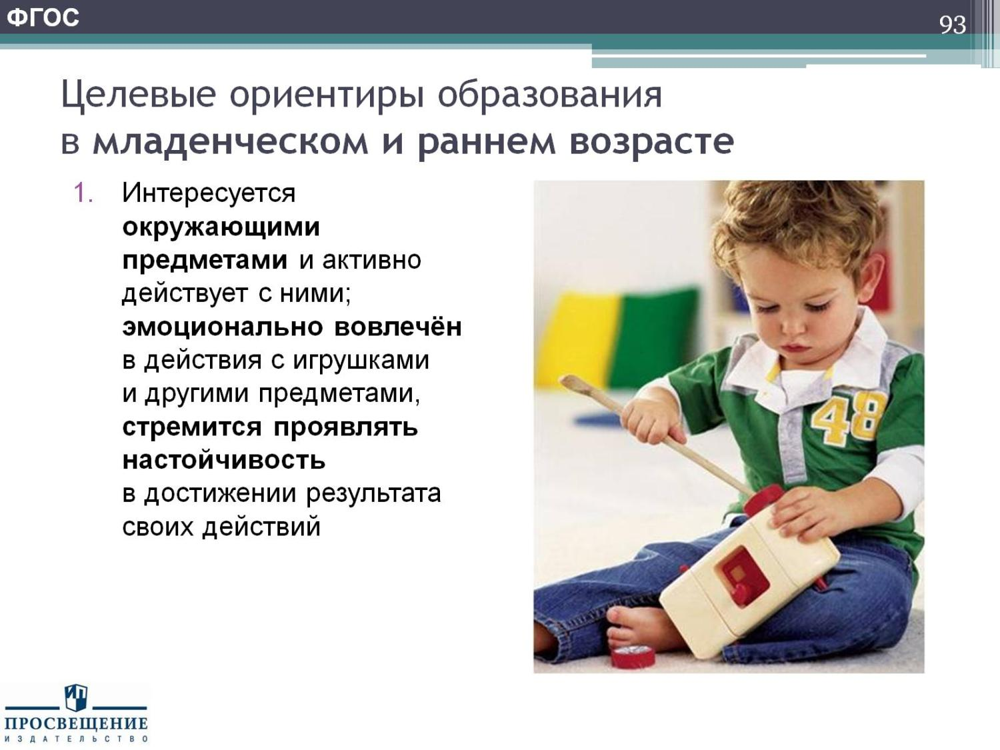 ФГОС
93
Целевые ориентиры образования
в младенческом и раннем возрасте
1. Интересуется
окружающими
предметами и активно
действует с ними;
эмоционально вовлечён
в действия с игрушками
и другими предметами,
стремится проявлять
настойчивость
в достижении результата
своих действий
48
ИП
ПРОСВЕЩЕНИЕ
ИЗДАТЕЛЬСТВО